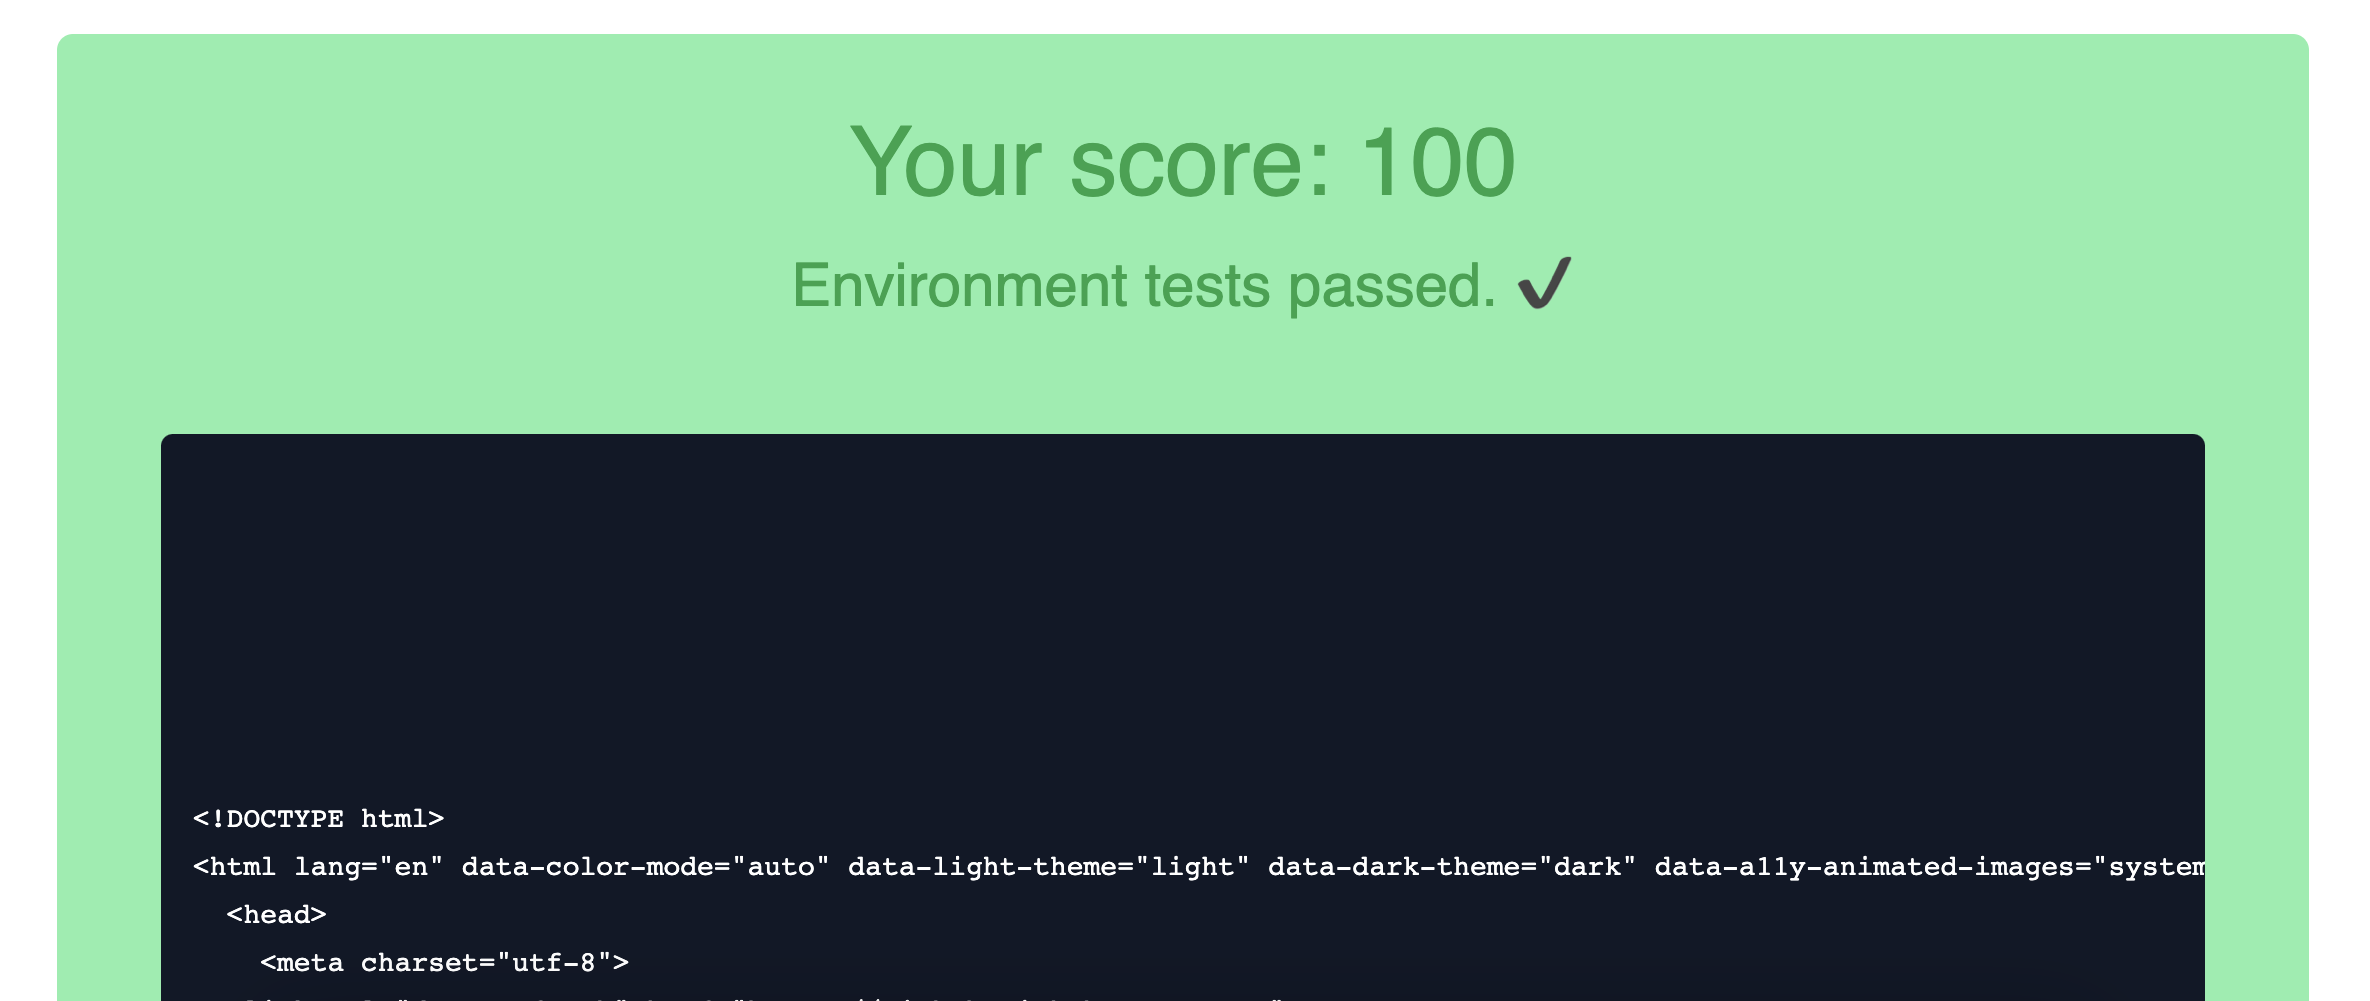 Your score: 100
Environment tests passed. ✔
<!DOCTYPE html>
<html lang="en" data-color-mode="auto" data-light-theme="light" data-dark-theme="dark" data-a11y-animated-images="system
<head>
<meta charset="utf-8">